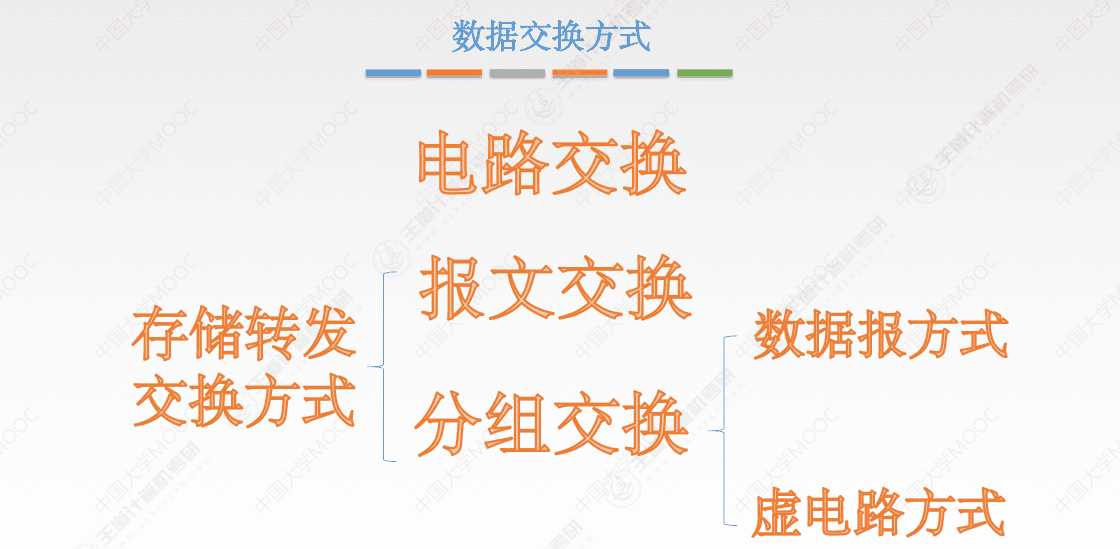 数据交换方式
电路交换
报文交换
存储转发
交换方式
分组交换
数据报方式
虚电路方式
中国大学MOOC
王道计算机考研